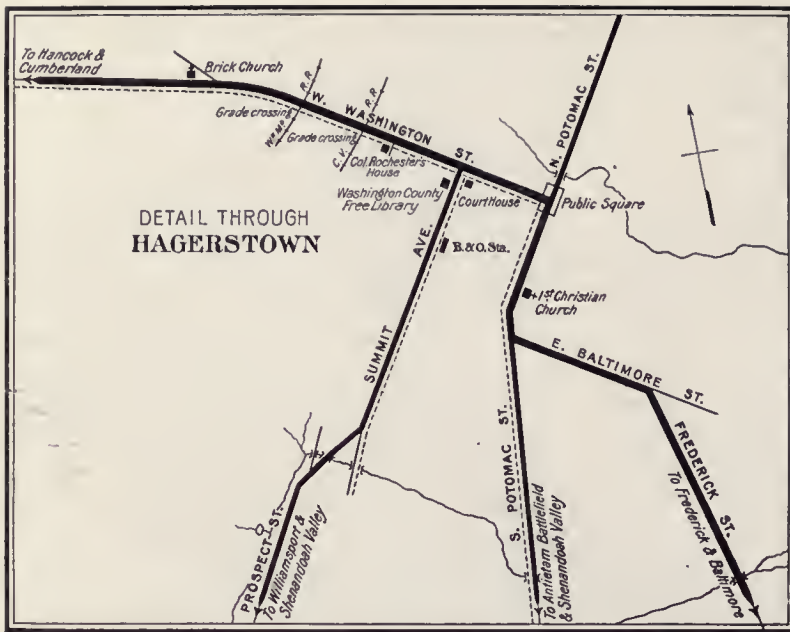 To Hancock &
Cumberland
Brick Church
R.R.
W. WASHINGTON ST.
R.R.
Grade crossing
Wn. Md.
Grade crossing
C.V.
Col. Rochester's
House
N. POTOMAC ST.
Washington County
Free Library
Court House
Public Square
DETAIL THROUGH
HAGERSTOWN
B.&O. Sta.
SUMMIT AVE.
1st Christian
Church
E. BALTIMORE ST.
S. POTOMAC ST.
FREDERICK ST.
To Frederick & Baltimore
PROSPECT ST.
To Williamsport &
Shenandoah Valley
To Antietam Battlefield
& Shenandoah Valley